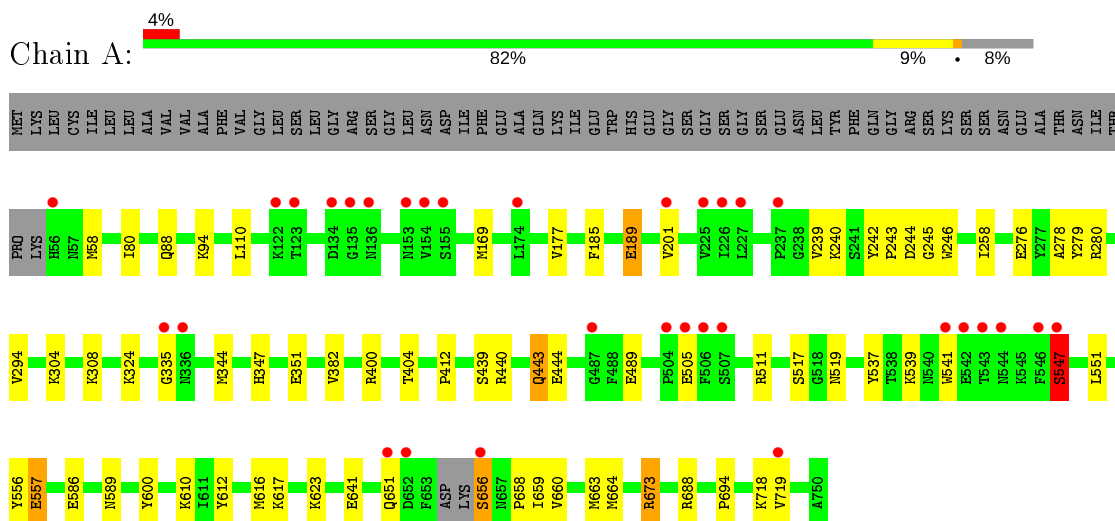 4%
Chain A:
82% 9% • 8%
MET LYS LEU CYS ILE LEU LEU ALA VAL VAL ALA PHE VAL GLY LEU SER LEU GLY ARG SER GLY LEU ASN ASP ILE PHE GLU ALA GLN LYS ILE GLU TRP HIS GLU GLY SER GLY SER GLY SER GLU ASN LEU TYR PHE GLN GLY ARG SER LYS SER SER ASN GLU ALA THR ASN ILE THR
PRO LYS H56 N57 M58 I80 Q88 K94 L110 K122 T123 D134 G135 N136 N153 V154 S155 M169 L174 V177 F185 E189 V201 V225 I226 L227 P237 G238 V239 K240 S241 Y242 P243 D244 G245 W246 I258 E276 Y277 A278 Y279 R280
V294 K304 K308 K324 G335 N336 M344 H347 E351 V382 R400 T404 P412 S439 R440 Q443 E444 G487 F488 E489 P504 E505 F506 S507 R511 S517 G518 N519 Y537 T538 K539 N540 W541 E542 T543 N544 K545 F546 S547 L551
Y556 E557 E586 N589 Y600 K610 I611 Y612 M616 K617 K623 E641 Q651 D652 F653 ASP LYS S656 N657 P658 I659 V660 M663 M664 R673 R688 P694 K718 V719 A750